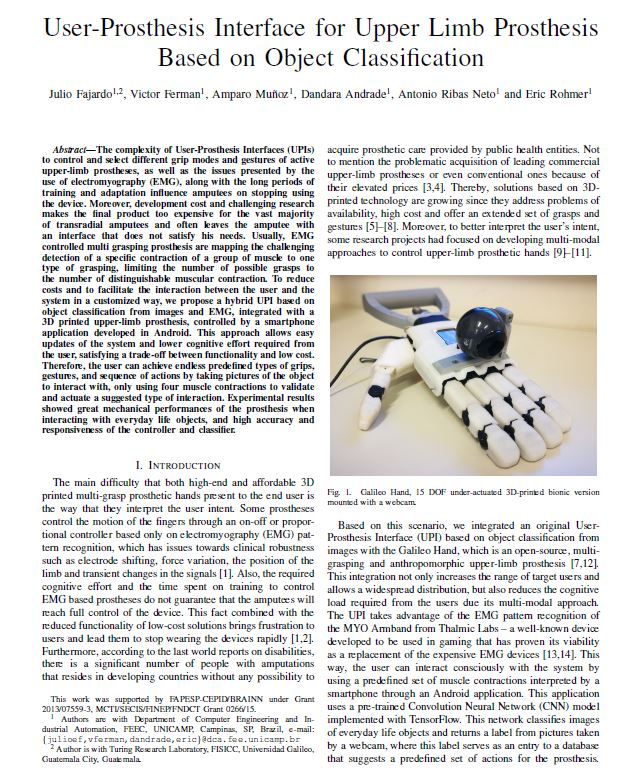 User-Prosthesis Interface for Upper Limb Prosthesis
Based on Object Classification
Julio Fajardo1,2, Victor Ferman1, Amparo Muñoz1, Dandara Andrade1, Antonio Ribas Neto1 and Eric Rohmer1
Abstract—The complexity of User-Prosthesis Interfaces (UPIs)
to control and select different grip modes and gestures of active
upper-limb prostheses, as well as the issues presented by the
use of electromyography (EMG), along with the long periods of
training and adaptation influence amputees on stopping using
the device. Moreover, development cost and challenging research
makes the final product too expensive for the vast majority
of transradial amputees and often leaves the amputee with
an interface that does not satisfy his needs. Usually, EMG
controlled multi grasping prosthesis are mapping the challenging
detection of a specific contraction of a group of muscle to one
type of grasping, limiting the number of possible grasps to
the number of distinguishable muscular contraction. To reduce
costs and to facilitate the interaction between the user and the
system in a customized way, we propose a hybrid UPI based on
object classification from images and EMG, integrated with a
3D printed upper-limb prosthesis, controlled by a smartphone
application developed in Android. This approach allows easy
updates of the system and lower cognitive effort required from
the user, satisfying a trade-off between functionality and low cost.
Therefore, the user can achieve endless predefined types of grips,
gestures, and sequence of actions by taking pictures of the object
to interact with, only using four muscle contractions to validate
and actuate a suggested type of interaction. Experimental results
showed great mechanical performances of the prosthesis when
interacting with everyday life objects, and high accuracy and
responsiveness of the controller and classifier.
I. INTRODUCTION
The main difficulty that both high-end and affordable 3D
printed multi-grasp prosthetic hands present to the end user is
the way that they interpret the user intent. Some prostheses
control the motion of the fingers through an on-off or propor-
tional controller based only on electromyography (EMG) pat-
tern recognition, which has issues towards clinical robustness
such as electrode shifting, force variation, the position of the
limb and transient changes in the signals [1]. Also, the required
cognitive effort and the time spent on training to control
EMG based prostheses do not guarantee that the amputees will
reach full control of the device. This fact combined with the
reduced functionality of low-cost solutions brings frustration to
users and lead them to stop wearing the devices rapidly [1,2].
Furthermore, according to the last world reports on disabilities,
there is a significant number of people with amputations
that resides in developing countries without any possibility to
This work was supported by FAPESP-CEPID/BRAINN under Grant
2013/07559-3, MCTI/SECIS/FINEP/FNDCT Grant 0266/15.
1 Authors are with Department of Computer Engineering and In-
dustrial Automation, FEEC, UNICAMP, Campinas, SP, Brazil, e-mail:
{julioef,vferman,dandrade,eric}@dca.fee.unicamp.br
2 Author is with Turing Research Laboratory, FISICC, Universidad Galileo,
Guatemala City, Guatemala.
acquire prosthetic care provided by public health entities. Not
to mention the problematic acquisition of leading commercial
upper-limb prostheses or even conventional ones because of
their elevated prices [3,4]. Thereby, solutions based on 3D-
printed technology are growing since they address problems of
availability, high cost and offer an extended set of grasps and
gestures [5]–[8]. Moreover, to better interpret the user's intent,
some research projects had focused on developing multi-modal
approaches to control upper-limb prosthetic hands [9]–[11].
Fig. 1. Galileo Hand, 15 DOF under-actuated 3D-printed bionic version
mounted with a webcam.
Based on this scenario, we integrated an original User-
Prosthesis Interface (UPI) based on object classification from
images with the Galileo Hand, which is an open-source, multi-
grasping and anthropomorphic upper-limb prosthesis [7,12].
This integration not only increases the range of target users and
allows a widespread distribution, but also reduces the cognitive
load required from the users due its multi-modal approach.
The UPI takes advantage of the EMG pattern recognition of
the MYO Armband from Thalmic Labs – a well-known device
developed to be used in gaming that has proven its viability
as a replacement of the expensive EMG devices [13,14]. This
way, the user can interact consciously with the system by
using a predefined set of muscle contractions interpreted by a
smartphone through an Android application. This application
uses a pre-trained Convolution Neural Network (CNN) model
implemented with TensorFlow. This network classifies images
of everyday life objects and returns a label from pictures taken
by a webcam, where this label serves as an entry to a database
that suggests a predefined set of actions for the prosthesis.